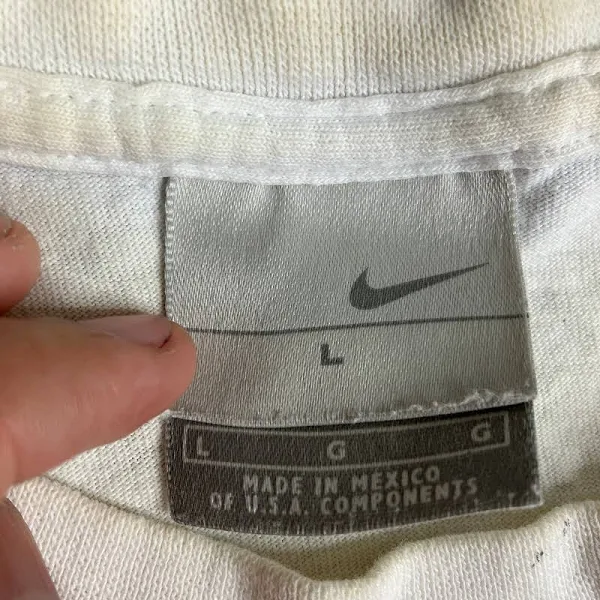 L
L G G
MADE IN MEXICO
OF U.S.A. COMPONENTS